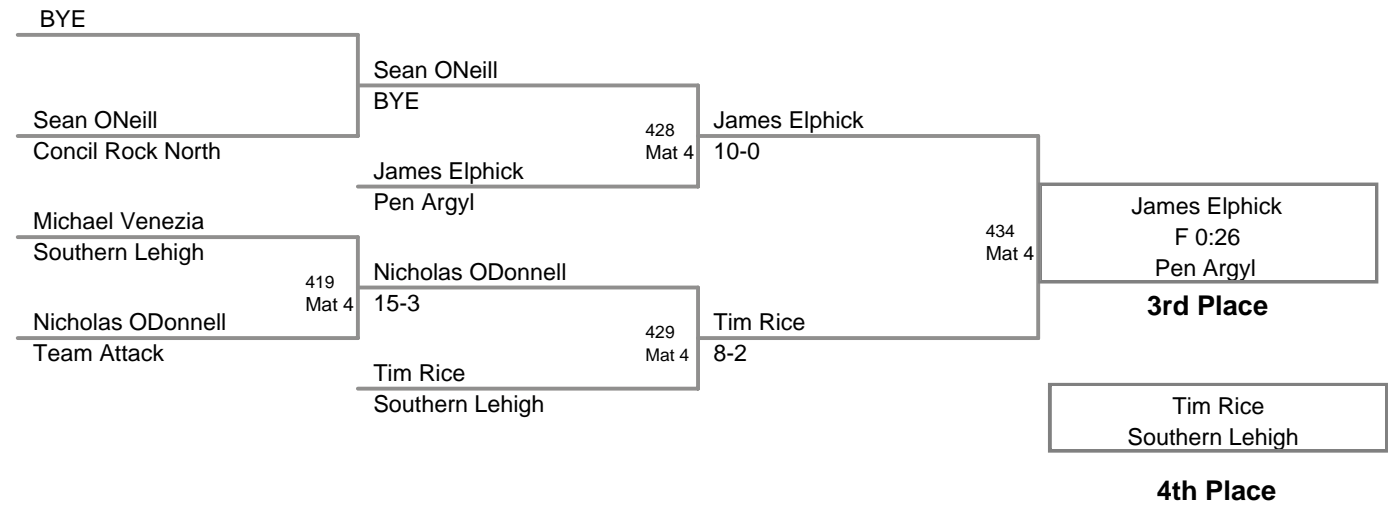 BYE
Sean ONeill
BYE
Sean ONeill
Concil Rock North
428
Mat 4
James Elphick
10-0
James Elphick
Pen Argyl
Michael Venezia
Southern Lehigh
434
Mat 4
James Elphick
F 0:26
Pen Argyl
3rd Place
419
Mat 4
Nicholas ODonnell
15-3
Nicholas ODonnell
Team Attack
429
Mat 4
Tim Rice
8-2
Tim Rice
Southern Lehigh
Tim Rice
Southern Lehigh
4th Place